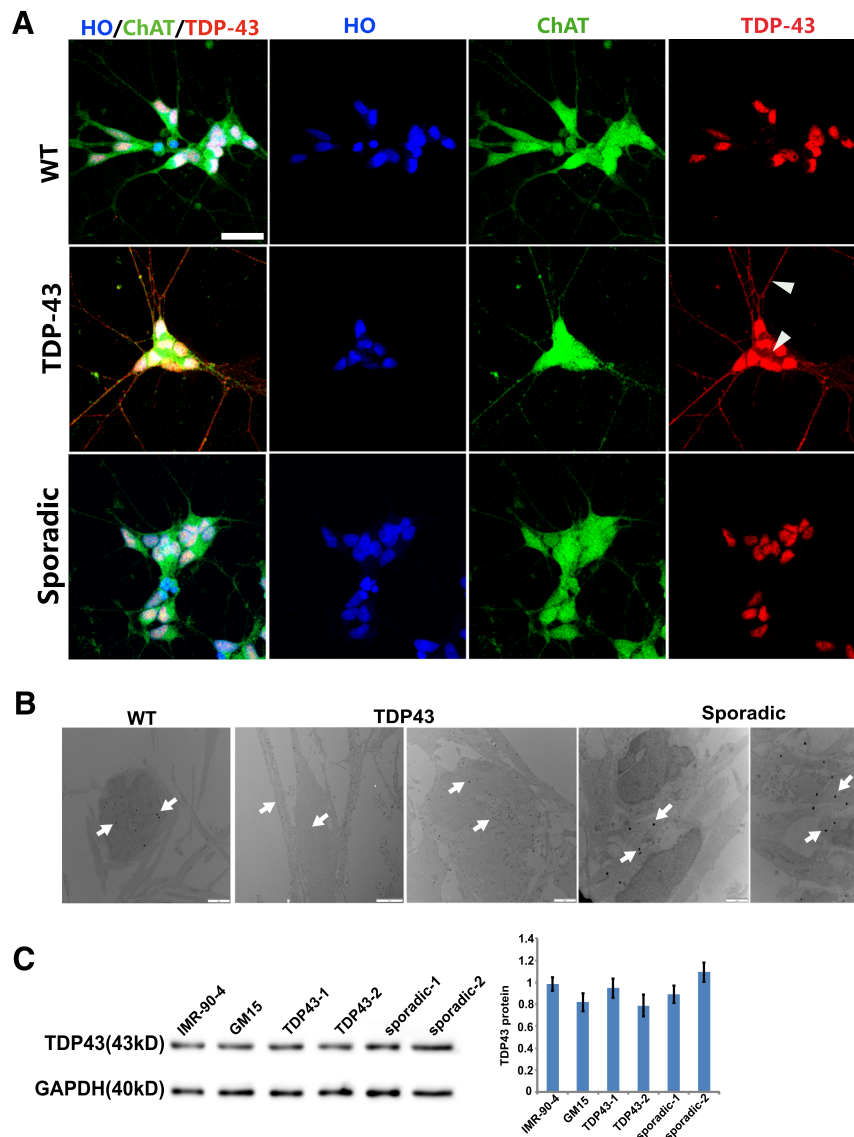 A
HO/ChAT/TDP-43
HO
ChAT
TDP-43
WT
TDP-43
Sporadic
B
WT
TDP43
Sporadic
C
IMR-90-4
GM15
TDP43-1
TDP43-2
sporadic-1
sporadic-2
TDP43(43kD)
GAPDH(40kD)
TDP43 protein
1.4
1.2
1
0.8
0.6
0.4
0.2
0
IMR-90-4
GM15
TDP43-1
TDP43-2
sporadic-1
sporadic-2